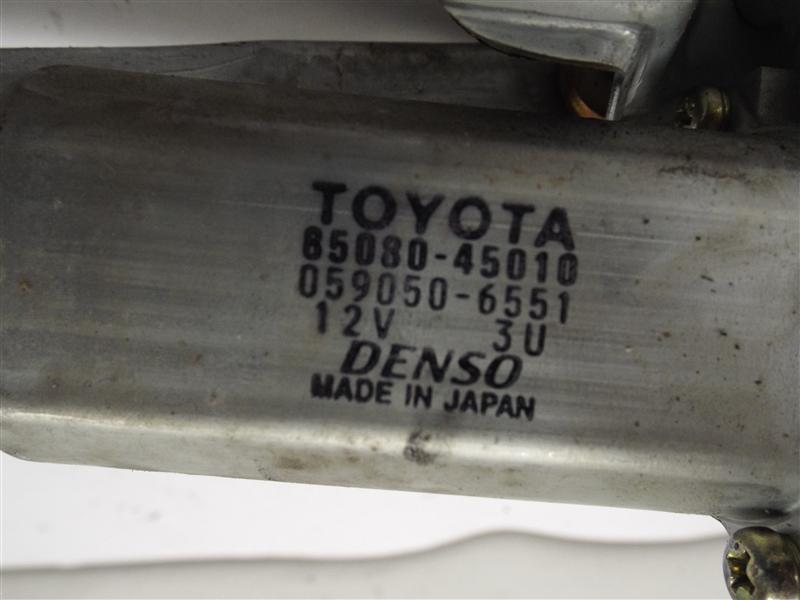 TOYOTA
85080-45010
059050-6551
12V 3U
DENSO
MADE IN JAPAN